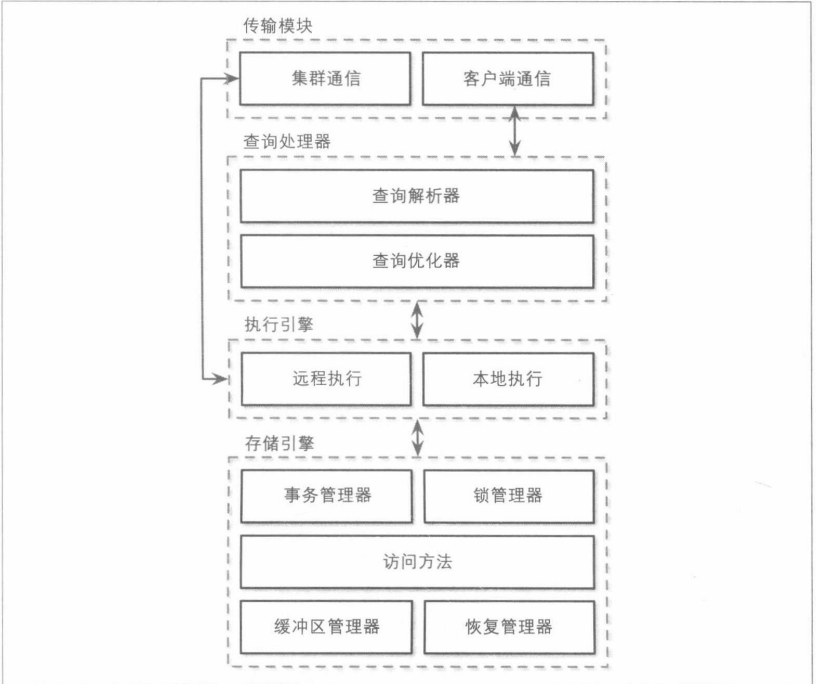 传输模块
集群通信
客户端通信
查询处理器
查询解析器
查询优化器
执行引擎
远程执行
本地执行
存储引擎
事务管理器
锁管理器
访问方法
缓冲区管理器
恢复管理器